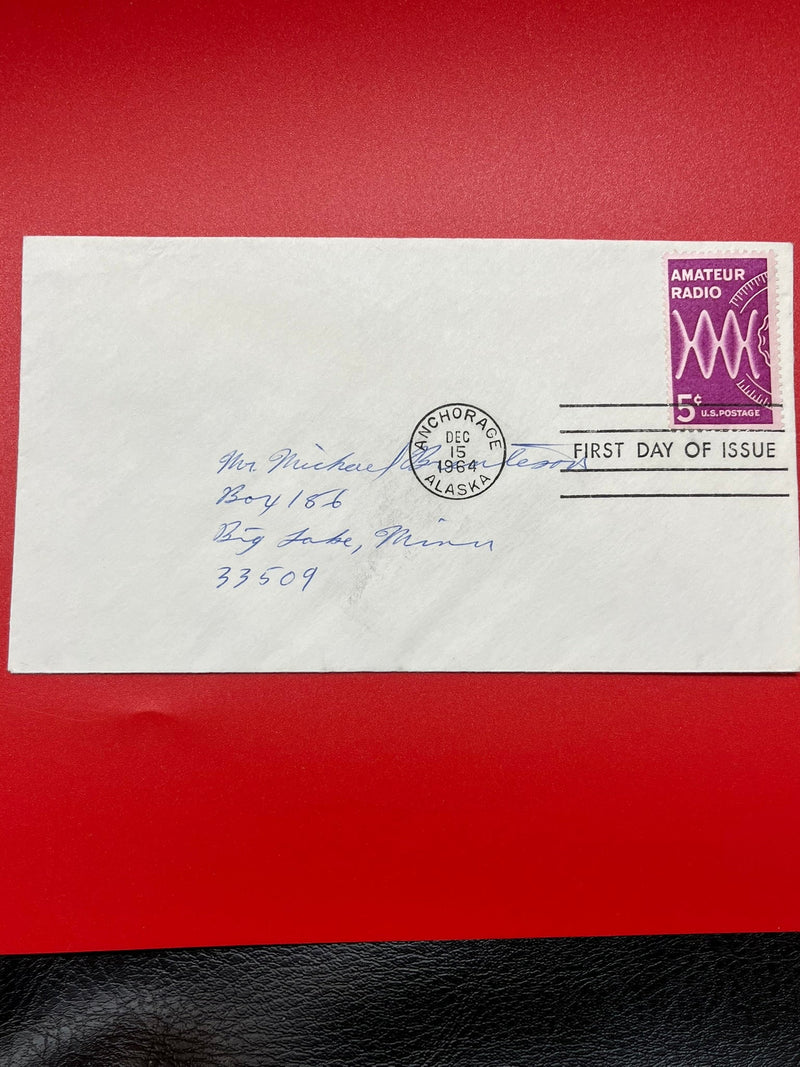 AMATEUR
RADIO
5¢ U.S. POSTAGE
ANCHORAGE
DEC
15
1964
ALASKA
FIRST DAY OF ISSUE
Mr. Michael
Box 186
Big Lake, Minn
33509